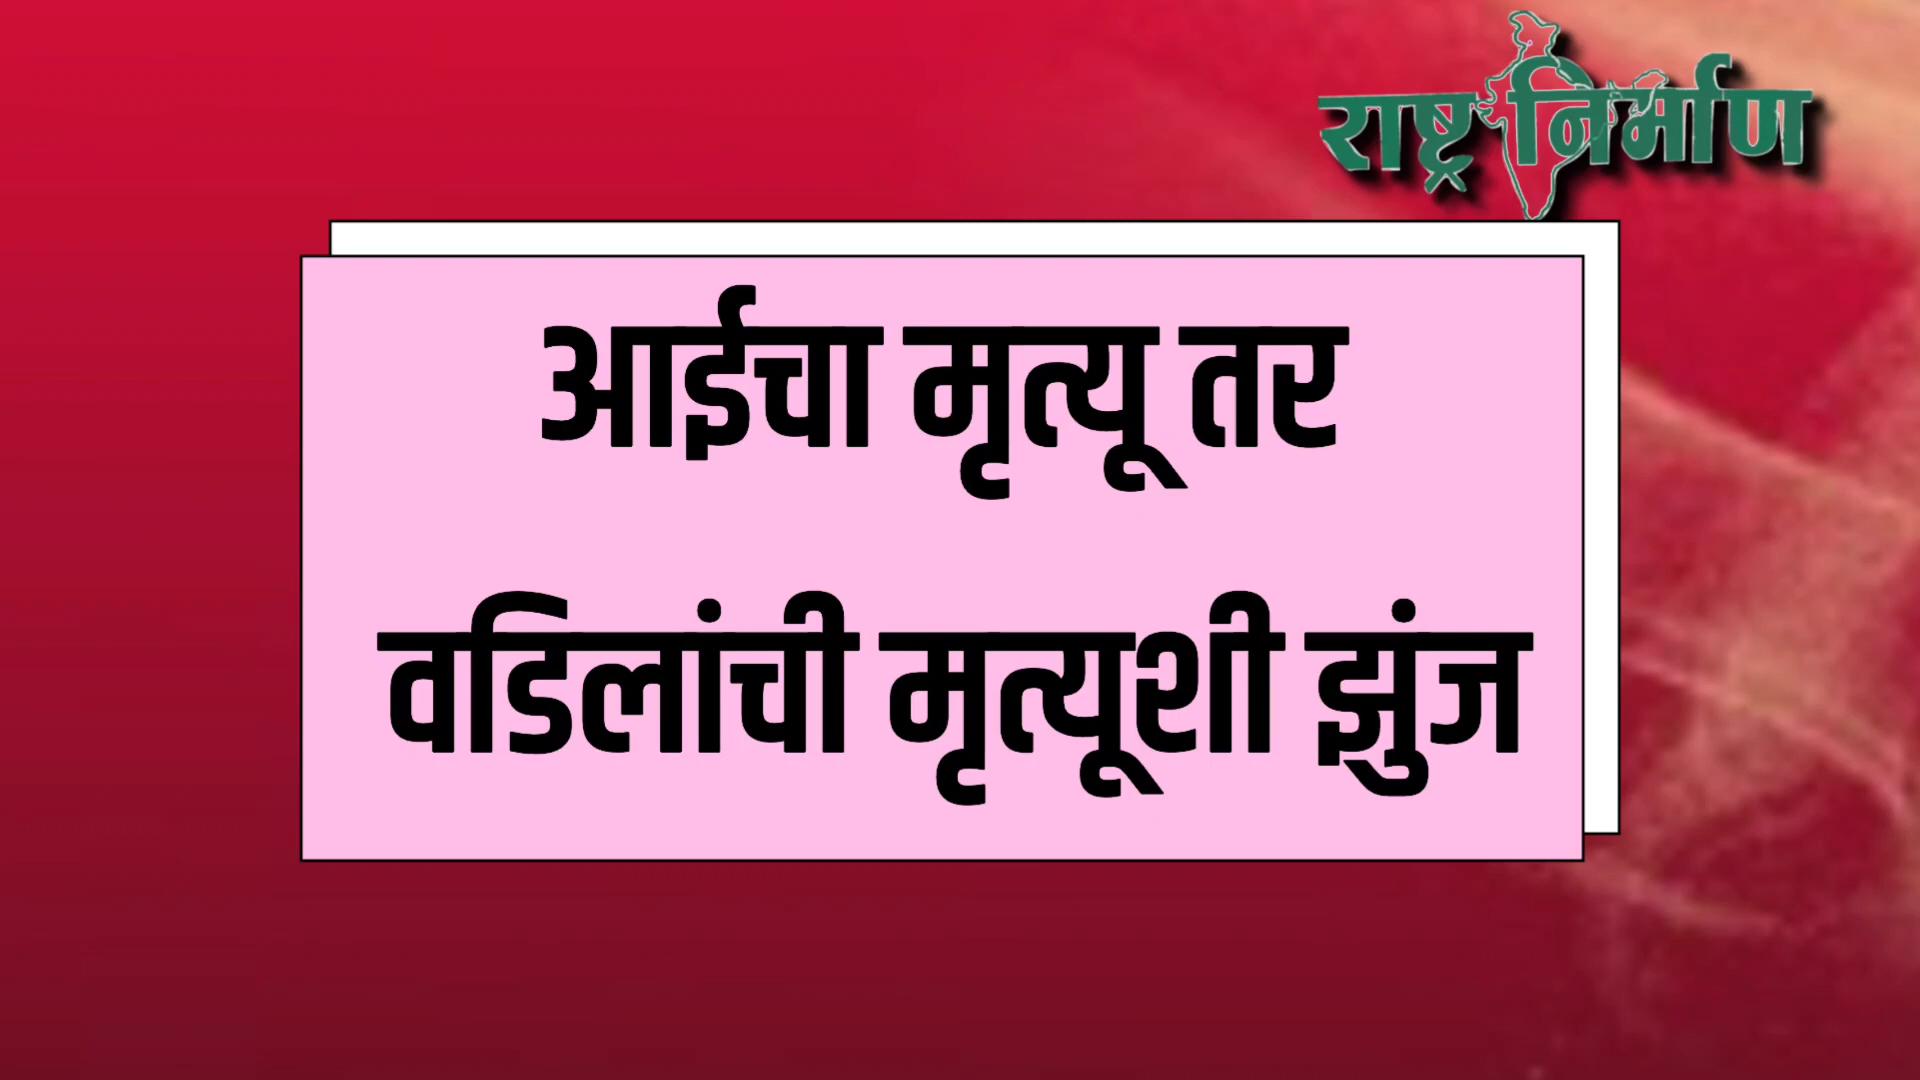 राष्ट्र निर्माण
आईचा मृत्यू तर
वडिलांची मृत्यूशी झुंज